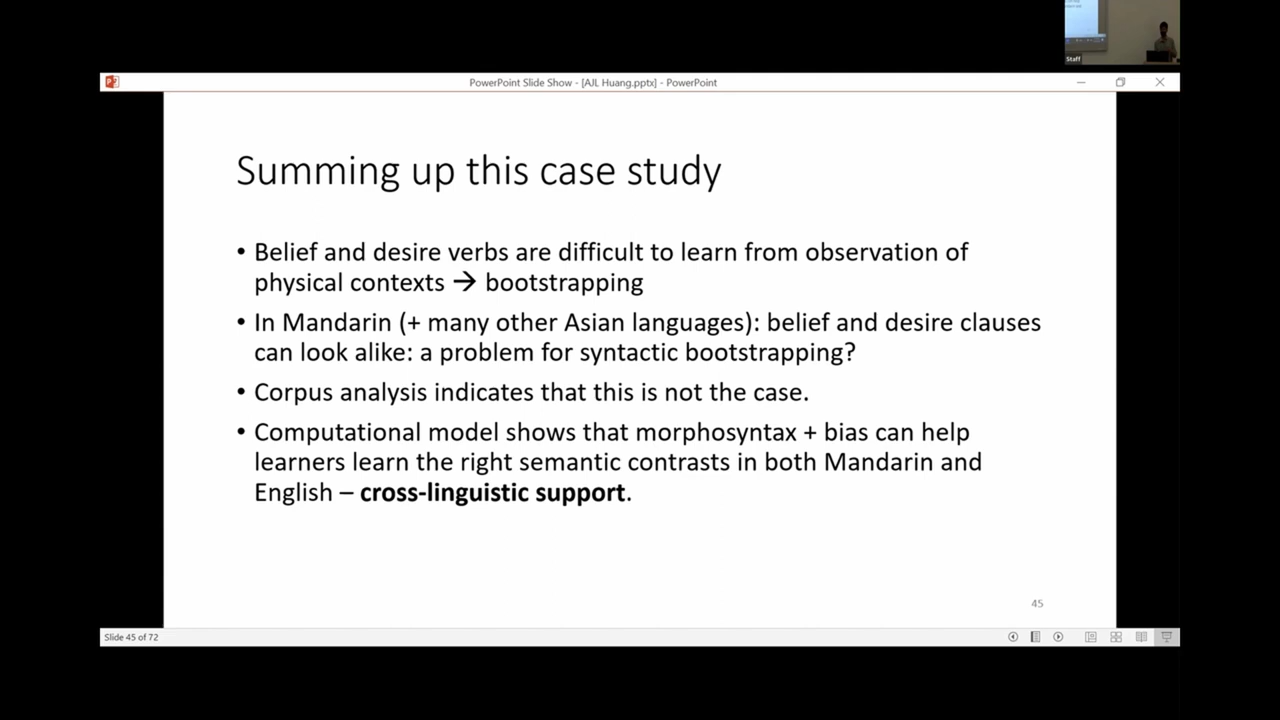 Staff
PowerPoint Slide Show - [AJL Huang.pptx] - PowerPoint
Summing up this case study
• Belief and desire verbs are difficult to learn from observation of
physical contexts → bootstrapping
• In Mandarin (+ many other Asian languages): belief and desire clauses
can look alike: a problem for syntactic bootstrapping?
• Corpus analysis indicates that this is not the case.
• Computational model shows that morphosyntax + bias can help
learners learn the right semantic contrasts in both Mandarin and
English – cross-linguistic support.
45
Slide 45 of 72